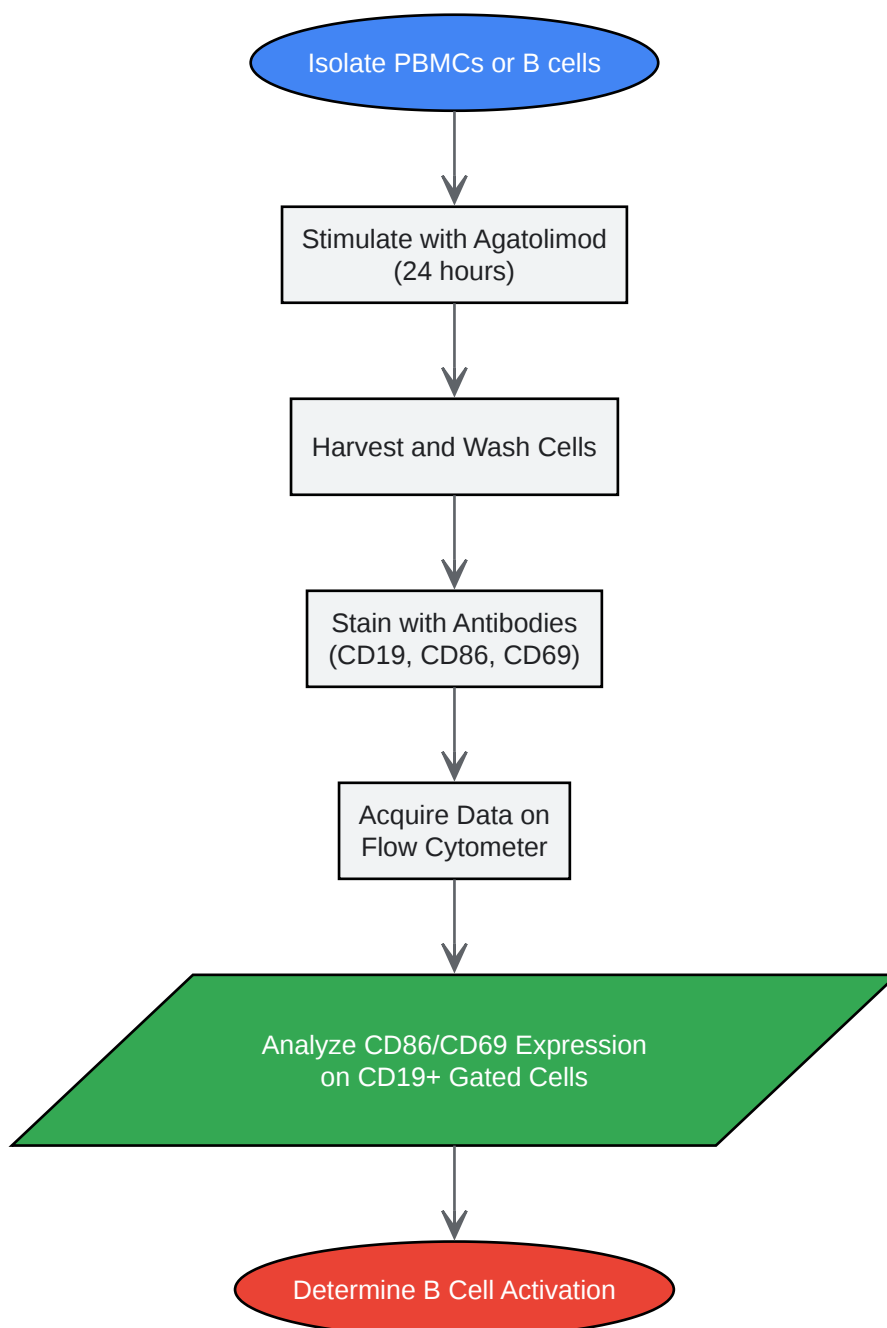 Isolate PBMCs or B cells
Stimulate with Agatolimod
(24 hours)
Harvest and Wash Cells
Stain with Antibodies
(CD19, CD86, CD69)
Acquire Data on
Flow Cytometer
Analyze CD86/CD69 Expression
on CD19+ Gated Cells
Determine B Cell Activation